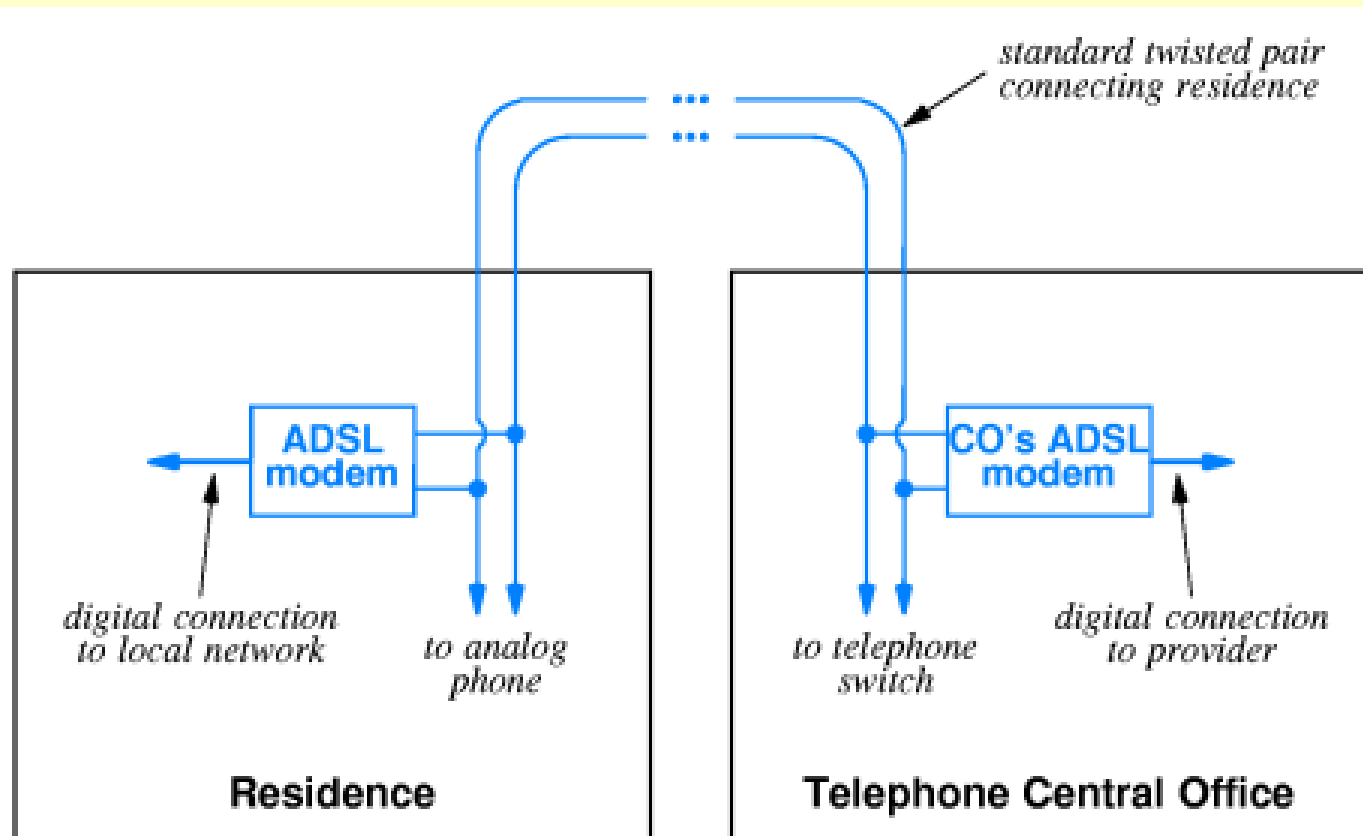 standard twisted pair
connecting residence
ADSL
modem
CO's ADSL
modem
digital connection
to local network
to analog
phone
to telephone
switch
digital connection
to provider
Residence
Telephone Central Office